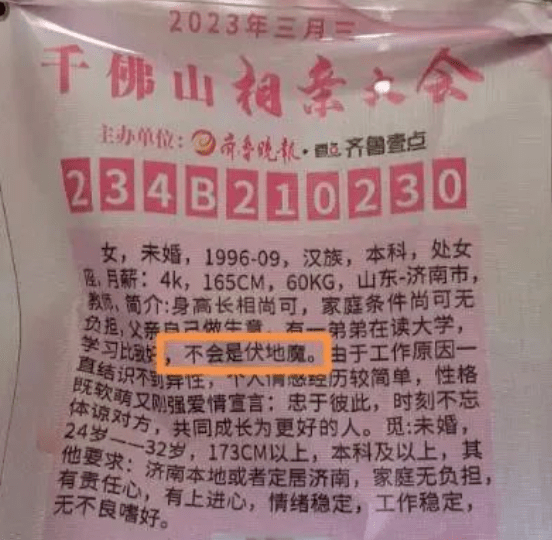 2023年三月三
千佛山相亲大会
主办单位: 齐鲁晚报·齐鲁壹点
234B210230
女，未婚，1996-09，汉族，本科，处女
座，月薪：4k，165CM，60KG，山东-济南市，
教师，简介:身高长相尚可，家庭条件尚可无
负担，父亲自己做生意，有一弟弟在读大学，
学习比较好，不会是伏地魔。由于工作原因一
直结识不到异性，个人情感经历较简单，性格
既软萌又刚强爱情宣言：忠于彼此，时刻不忘
体谅对方，共同成长为更好的人。觅:未婚，
24岁——32岁，173CM以上，本科及以上，其
他要求：济南本地或者定居济南，家庭无负担，
有责任心，有上进心，情绪稳定，工作稳定，
无不良嗜好。